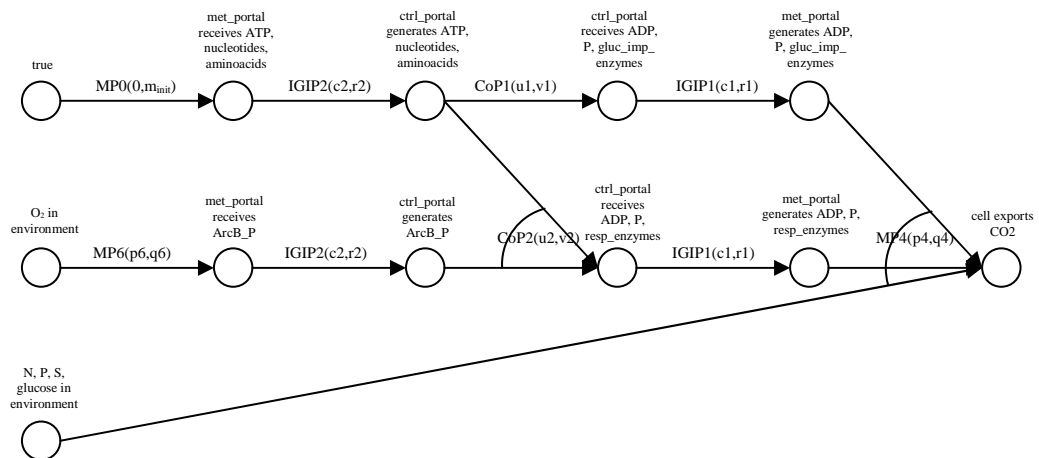 true
met_portal
receives ATP,
nucleotides,
aminoacids
ctrl_portal
generates ATP,
nucleotides,
aminoacids
ctrl_portal
receives ADP,
P, gluc_imp_
enzymes
met_portal
generates ADP,
P, gluc_imp_
enzymes
MP0(0,minit)
IGIP2(c2,r2)
CoP1(u1,v1)
IGIP1(c1,r1)
O2 in
environment
met_portal
receives
ArcB_P
ctrl_portal
generates
ArcB_P
ctrl_portal
receives
ADP, P,
resp_enzymes
met_portal
generates ADP, P,
resp_enzymes
cell exports
CO2
MP6(p6,q6)
IGIP2(c2,r2)
CoP2(u2,v2)
IGIP1(c1,r1)
MP4(p4,q4)
N, P, S,
glucose in
environment